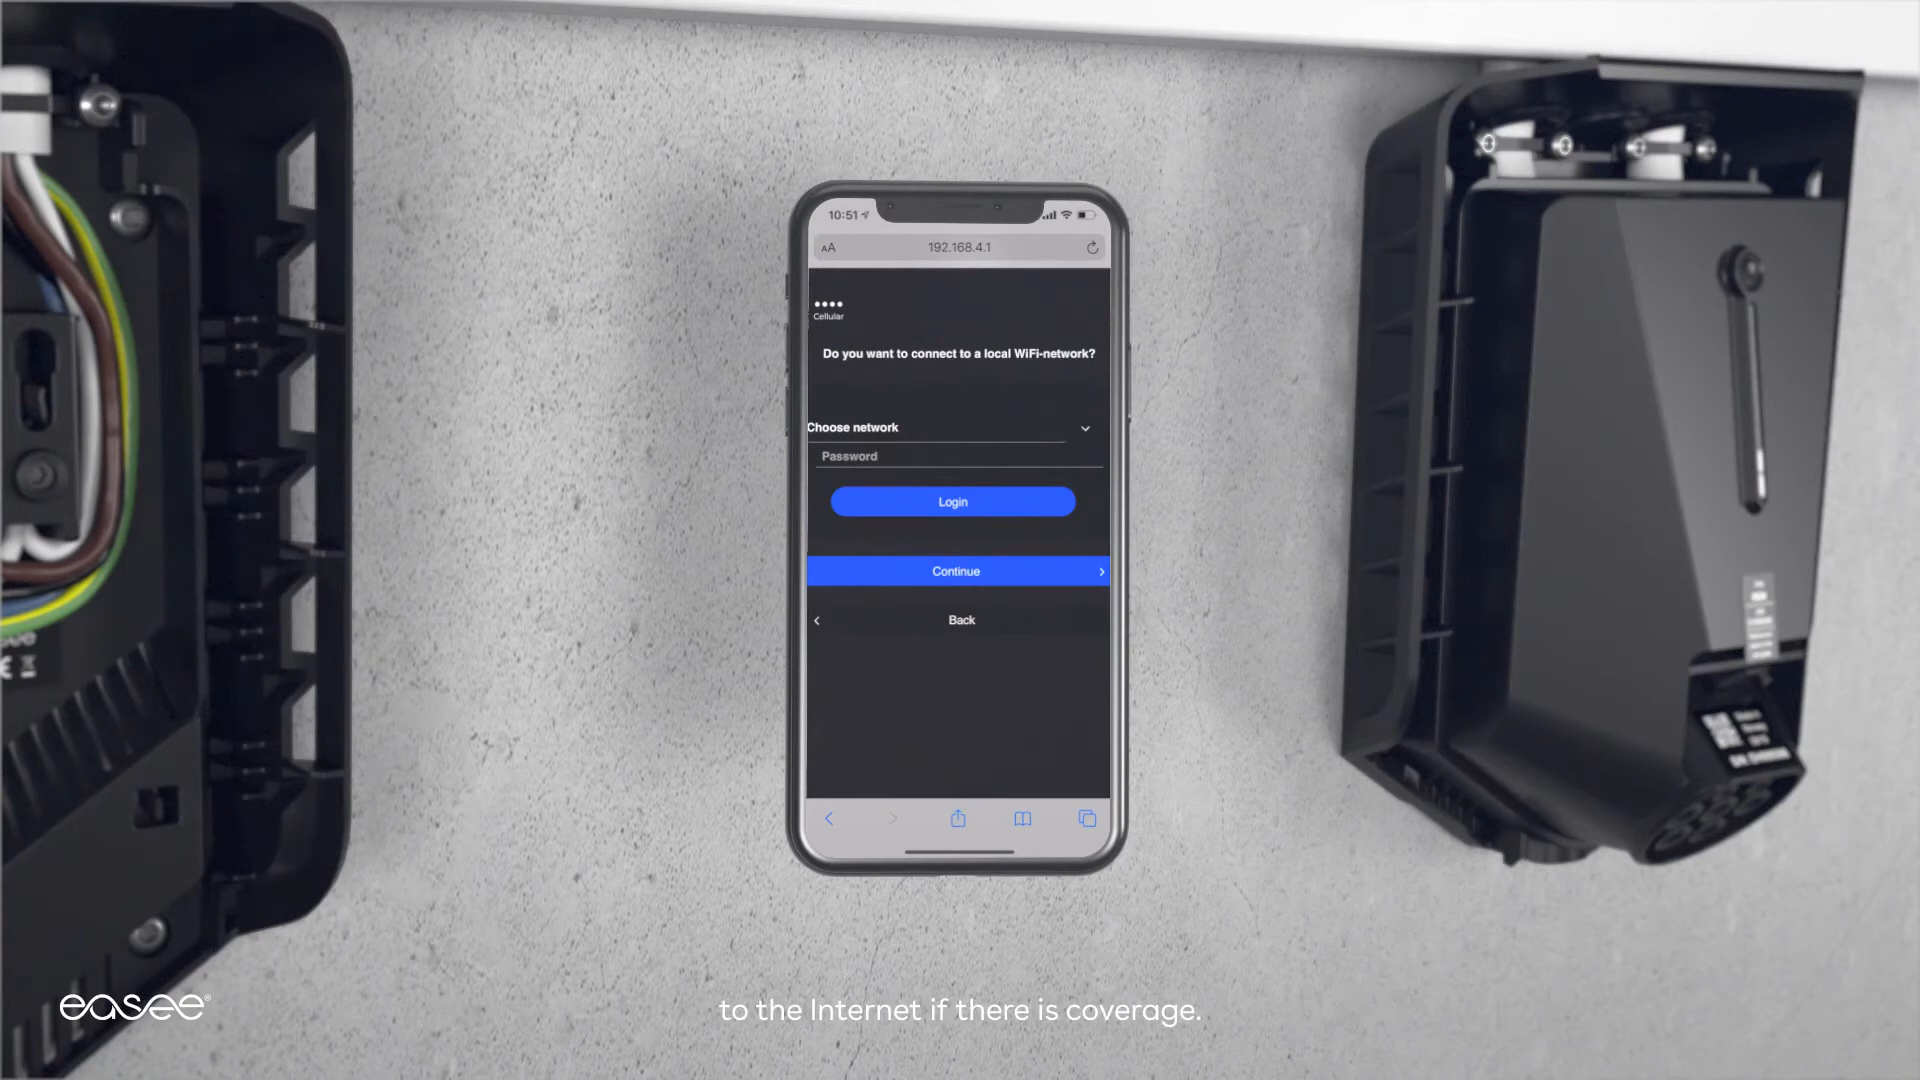 10:51
AA
192.168.4.1
Cellular
Do you want to connect to a local WiFi-network?
Choose network
Password
Login
Continue
Back
easee
to the Internet if there is coverage.